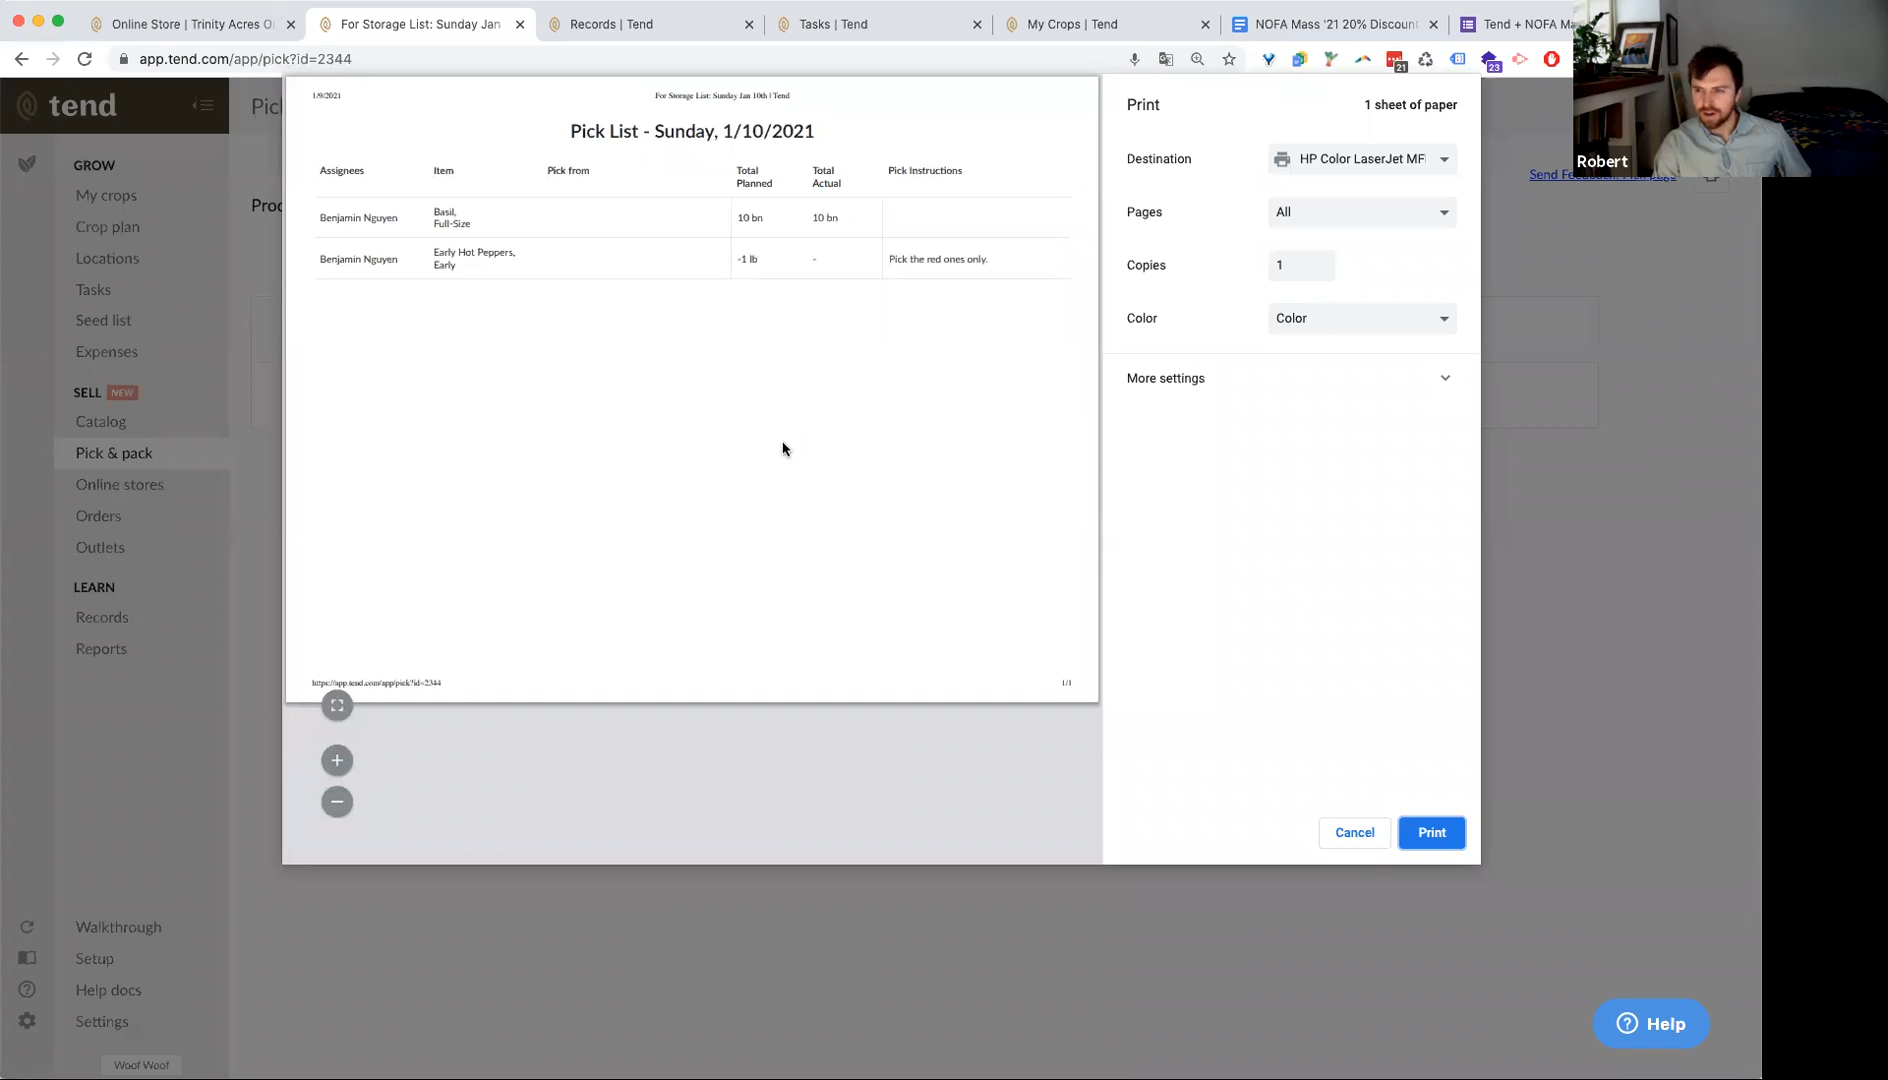 Online Store | Trinity Acres O
For Storage List: Sunday Jan
Records | Tend
Tasks | Tend
My Crops | Tend
NOFA Mass '21 20% Discoun
Tend + NOFA Ma
app.tend.com/app/pick?id=2344
21
23
Robert
tend
Pic
GROW
My crops
Crop plan
Locations
Tasks
Seed list
Expenses
SELL NEW
Catalog
Pick & pack
Online stores
Orders
Outlets
LEARN
Records
Reports
Walkthrough
Setup
Help docs
Settings
Woof Woof
Proc
1/9/2021
For Storage List: Sunday Jan 10th | Tend
Pick List - Sunday, 1/10/2021
Assignees Item Pick from Total Planned Total Actual Pick Instructions
Benjamin Nguyen Basil, Full-Size 10 bn 10 bn
Benjamin Nguyen Early Hot Peppers, Early -1 lb - Pick the red ones only.
https://app.tend.com/app/pick?id=2344
1/1
Print 1 sheet of paper
Destination HP Color LaserJet MF
Pages All
Copies 1
Color Color
More settings
Cancel Print
Help